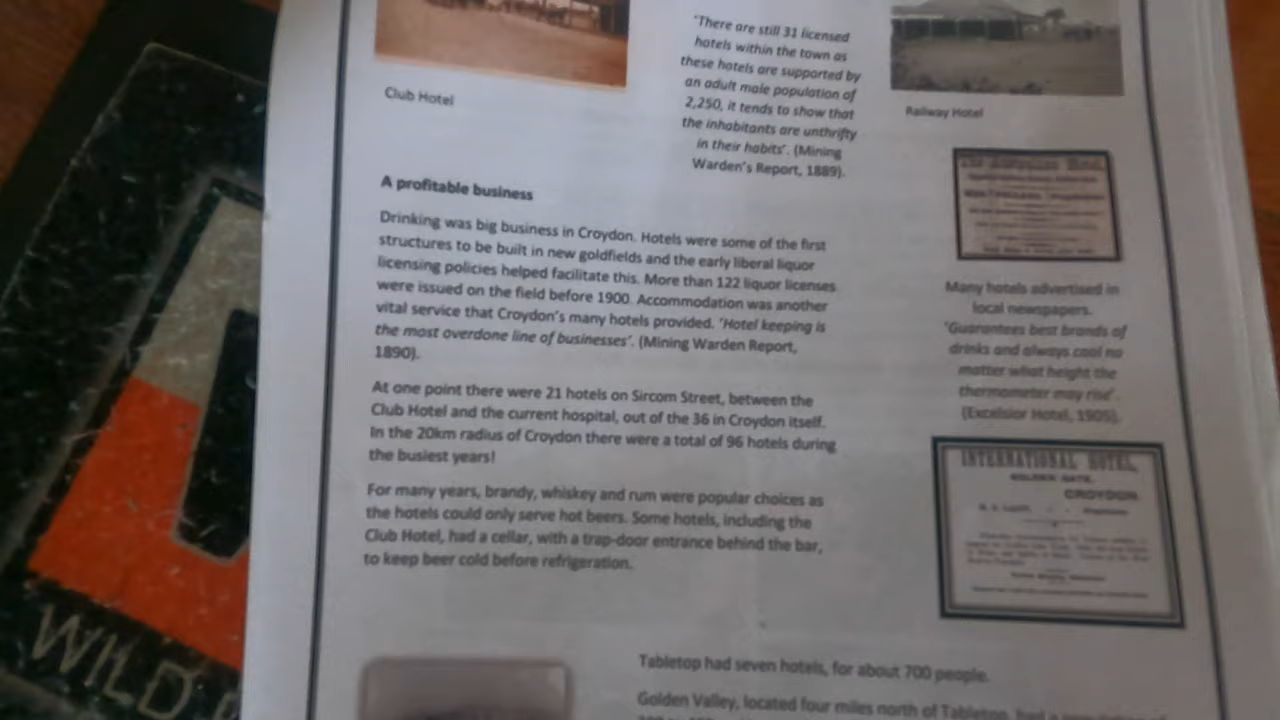 'There are still 31 licensed
hotels within the town as
these hotels are supported by
an adult male population of
2,250, it tends to show that
the inhabitants are unthrifty
in their habits'. (Mining
Warden's Report, 1889).
Club Hotel
Railway Hotel
A profitable business
Drinking was big business in Croydon. Hotels were some of the first
structures to be built in new goldfields and the early liberal liquor
licensing policies helped facilitate this. More than 122 liquor licenses
were issued on the field before 1900. Accommodation was another
vital service that Croydon's many hotels provided. 'Hotel keeping is
the most overdone line of businesses'. (Mining Warden Report,
1890).
At one point there were 21 hotels on Sircom Street, between the
Club Hotel and the current hospital, out of the 36 in Croydon itself.
In the 20km radius of Croydon there were a total of 96 hotels during
the busiest years!
For many years, brandy, whiskey and rum were popular choices as
the hotels could only serve hot beers. Some hotels, including the
Club Hotel, had a cellar, with a trap-door entrance behind the bar,
to keep beer cold before refrigeration.
Many hotels advertised in
local newspapers.
'Guarantees best brands of
drinks and always cool no
matter what height the
thermometer may rise'.
(Excelsior Hotel, 1905).
INTERNATIONAL HOTEL,
GOLDEN GATE,
CROYDON
Tabletop had seven hotels, for about 700 people.
Golden Valley, located four miles north of Tabletop, had a
WILD